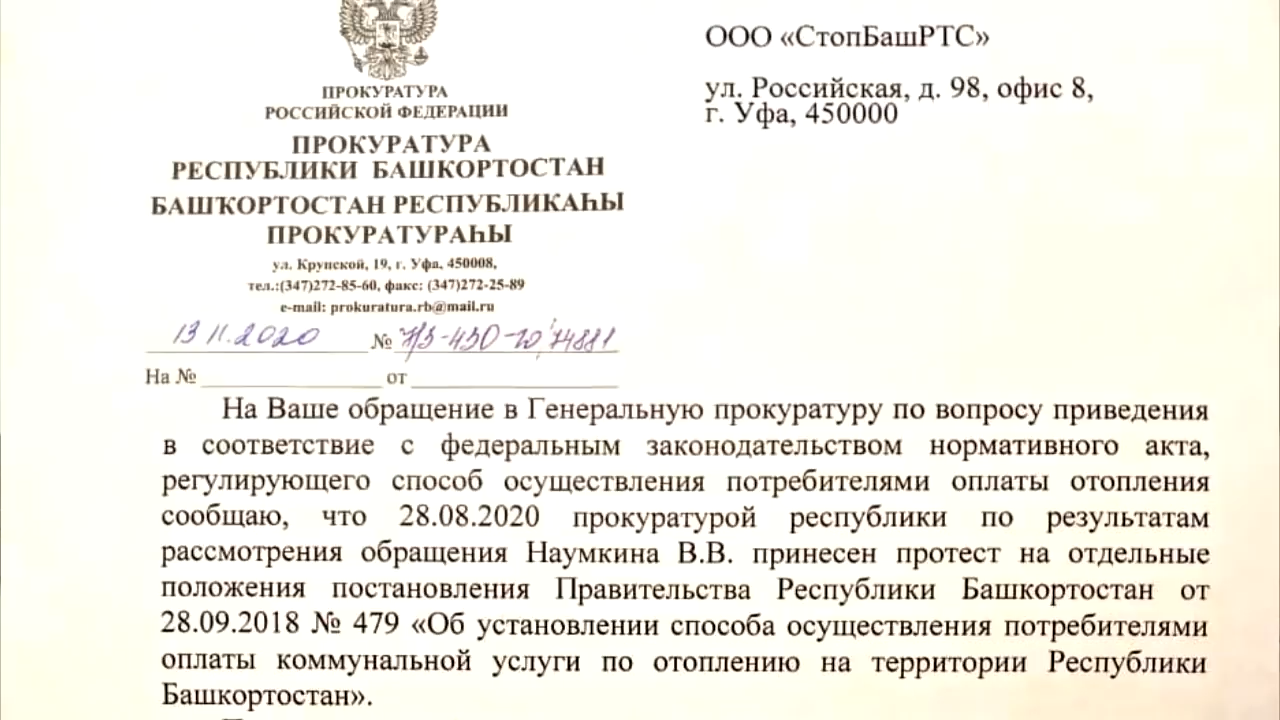 ПРОКУРАТУРА
РОССИЙСКОЙ ФЕДЕРАЦИИ
ПРОКУРАТУРА
РЕСПУБЛИКИ БАШКОРТОСТАН
БАШҠОРТОСТАН РЕСПУБЛИКАҺЫ
ПРОКУРАТУРАҺЫ
ул. Крупской, 19, г. Уфа, 450008,
тел.:(347)272-85-60, факс: (347)272-25-89
e-mail: prokuratura.rb@mail.ru
13 11.2020 №
На № от
ООО «СтопБашРТС»
ул. Российская, д. 98, офис 8,
г. Уфа, 450000
На Ваше обращение в Генеральную прокуратуру по вопросу приведения
в соответствие с федеральным законодательством нормативного акта,
регулирующего способ осуществления потребителями оплаты отопления
сообщаю, что 28.08.2020 прокуратурой республики по результатам
рассмотрения обращения Наумкина В.В. принесен протест на отдельные
положения постановления Правительства Республики Башкортостан от
28.09.2018 № 479 «Об установлении способа осуществления потребителями
оплаты коммунальной услуги по отоплению на территории Республики
Башкортостан».